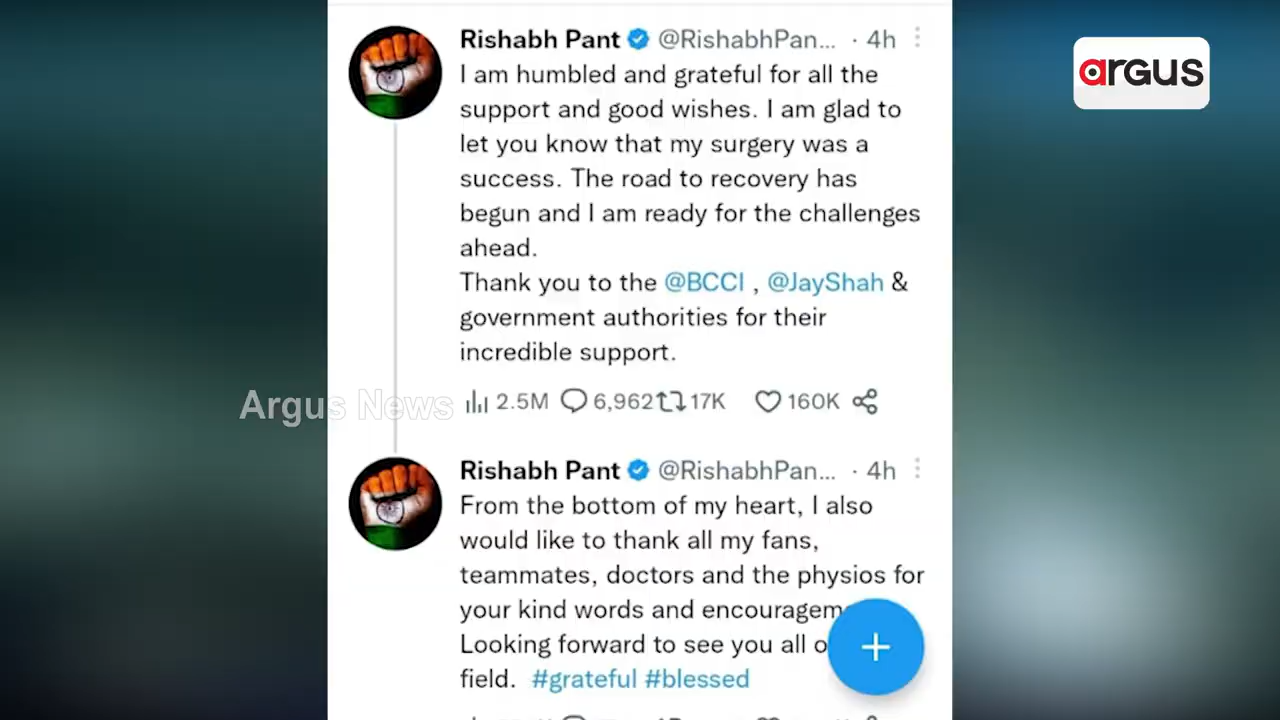 Rishabh Pant @RishabhPan... · 4h
I am humbled and grateful for all the
support and good wishes. I am glad to
let you know that my surgery was a
success. The road to recovery has
begun and I am ready for the challenges
ahead.
Thank you to the @BCCI , @JayShah &
government authorities for their
incredible support.
2.5M 6,962 17K 160K
Rishabh Pant @RishabhPan... · 4h
From the bottom of my heart, I also
would like to thank all my fans,
teammates, doctors and the physios for
your kind words and encouragem
Looking forward to see you all o
field. #grateful #blessed
argus
Argus News